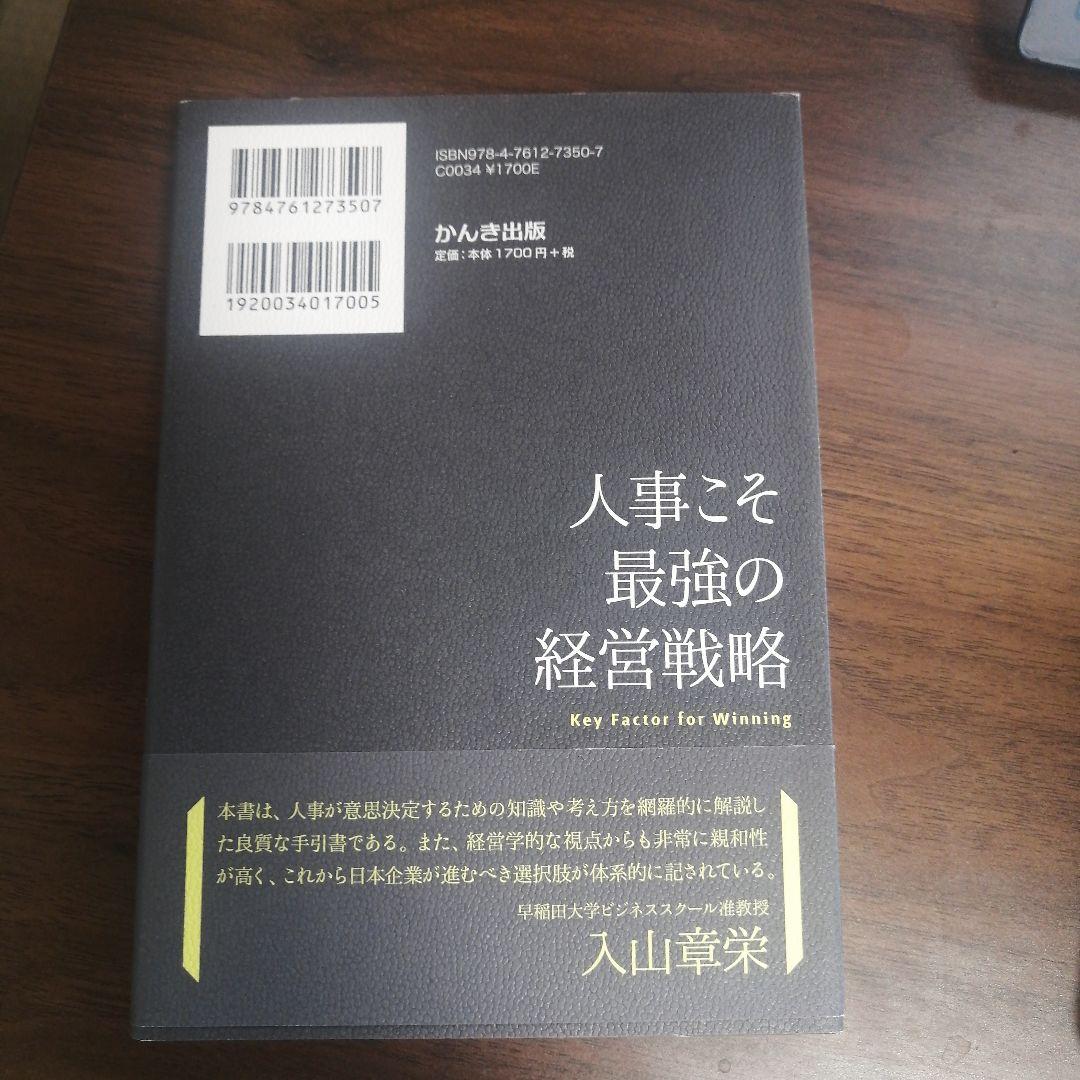 9784761273507
1920034017005
ISBN978-4-7612-7350-7
C0034 ¥1700E
かんき出版
定価：本体1700円＋税
人事こそ
最強の
経営戦略
Key Factor for Winning
本書は、人事が意思決定するための知識や考え方を網羅的に解説し
た良質な手引書である。また、経営学的な視点からも非常に親和性
が高く、これから日本企業が進むべき選択肢が体系的に記されている。
早稲田大学ビジネススクール准教授
入山章栄